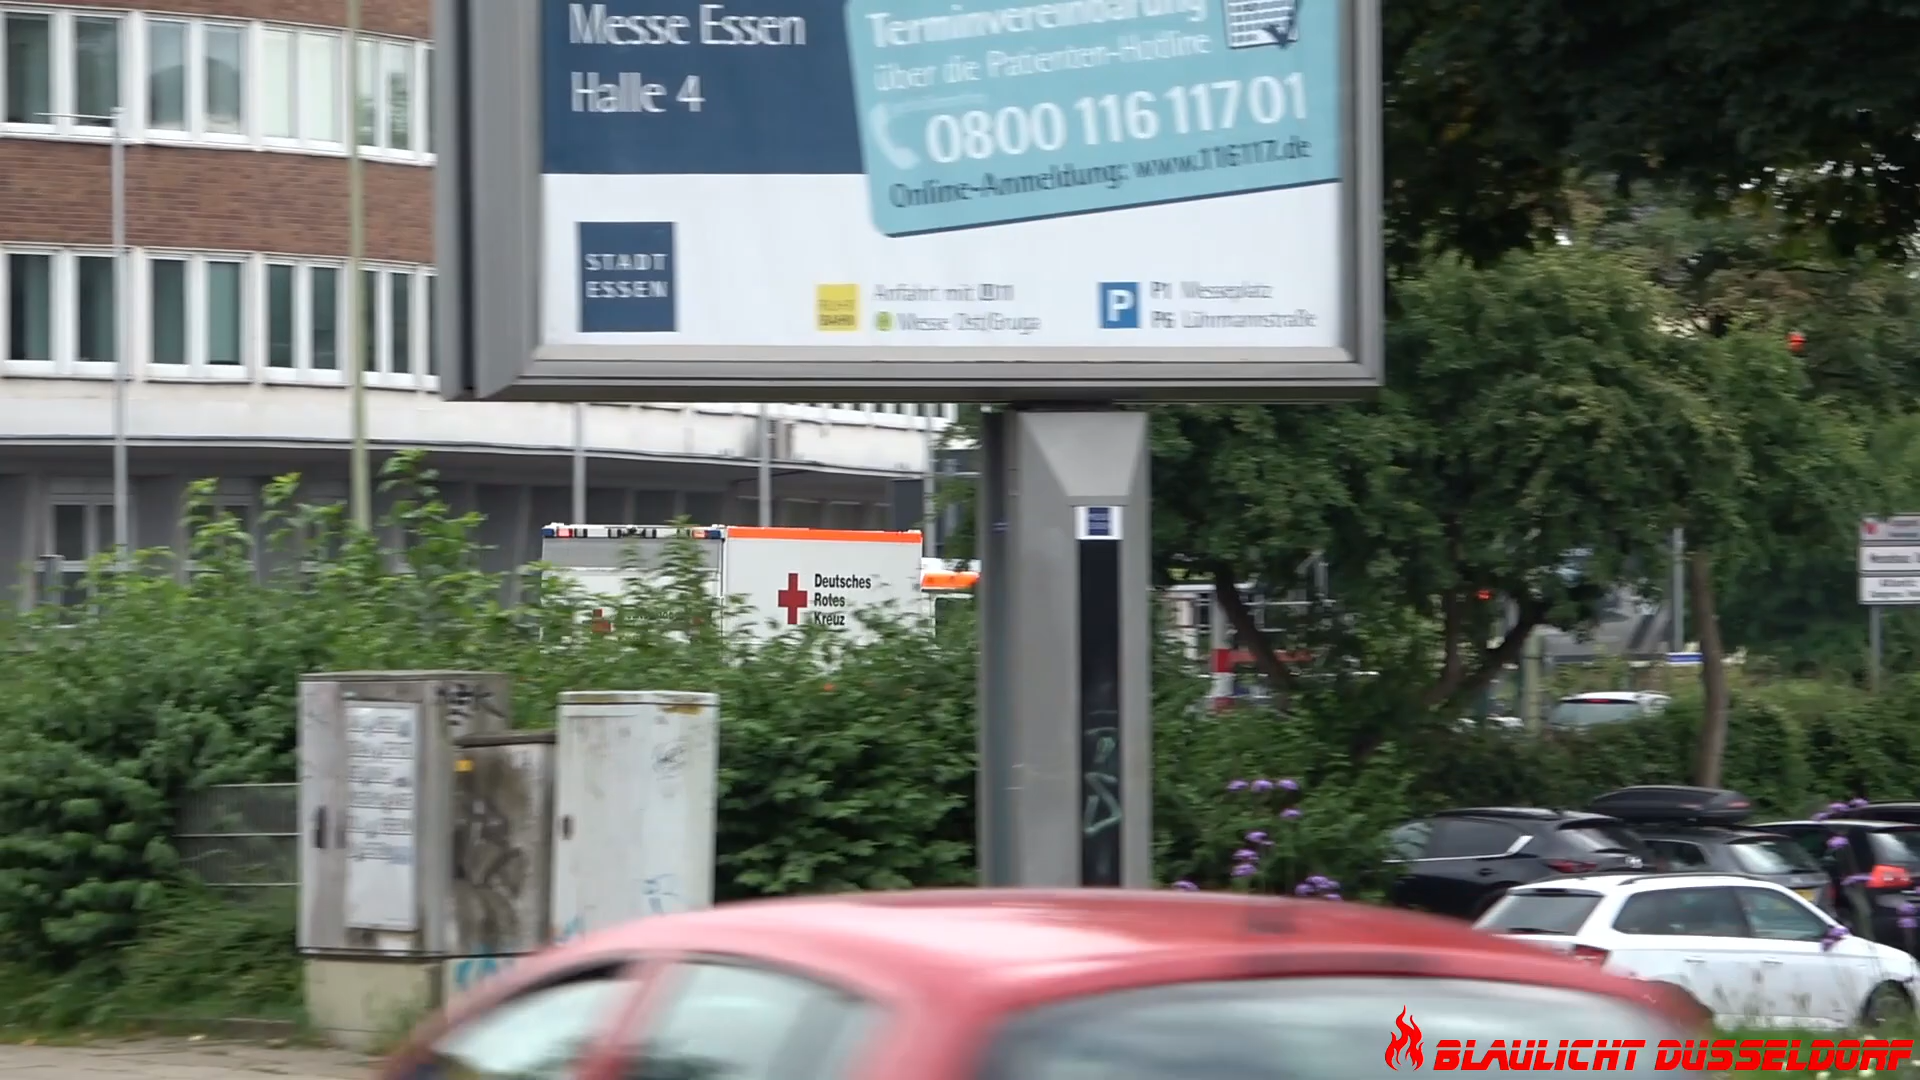 Messe Essen
Halle 4
Terminvereinbarung
über die Patienten-Hotline
0800 116 117 01
Online-Anmeldung: www.116117.de
STADT
ESSEN
Anfahrt mit
Messe Ost/Gruga
P
P1 Messeplatz
P6 Lührmannstraße
Deutsches
Rotes
Kreuz
BLAULICHT DUSSELDORF